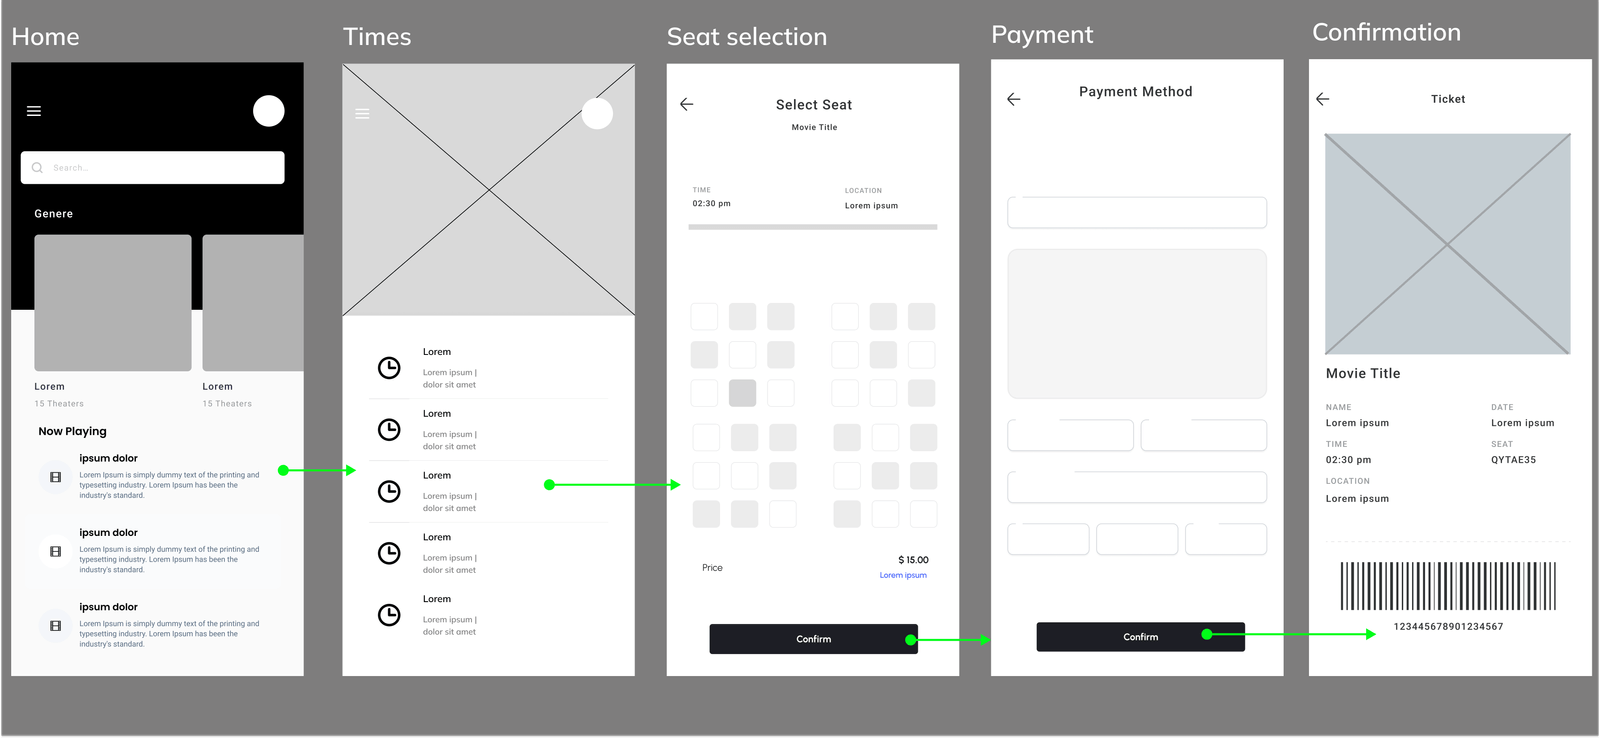 Home
Search...
Genere
Lorem
15 Theaters
Lorem
15 Theaters
Now Playing
ipsum dolor
Lorem Ipsum is simply dummy text of the printing and
typesetting industry. Lorem Ipsum has been the
industry's standard.
ipsum dolor
Lorem Ipsum is simply dummy text of the printing and
typesetting industry. Lorem Ipsum has been the
industry's standard.
ipsum dolor
Lorem Ipsum is simply dummy text of the printing and
typesetting industry. Lorem Ipsum has been the
industry's standard.
Times
Lorem
Lorem ipsum |
dolor sit amet
Lorem
Lorem ipsum |
dolor sit amet
Lorem
Lorem ipsum |
dolor sit amet
Lorem
Lorem ipsum |
dolor sit amet
Lorem
Lorem ipsum |
dolor sit amet
Seat selection
Select Seat
Movie Title
TIME
02:30 pm
LOCATION
Lorem ipsum
Price
$ 15.00
Lorem ipsum
Confirm
Payment
Payment Method
Confirm
Confirmation
Ticket
Movie Title
NAME
Lorem ipsum
DATE
Lorem ipsum
TIME
02:30 pm
SEAT
QYTAE35
LOCATION
Lorem ipsum
123445678901234567